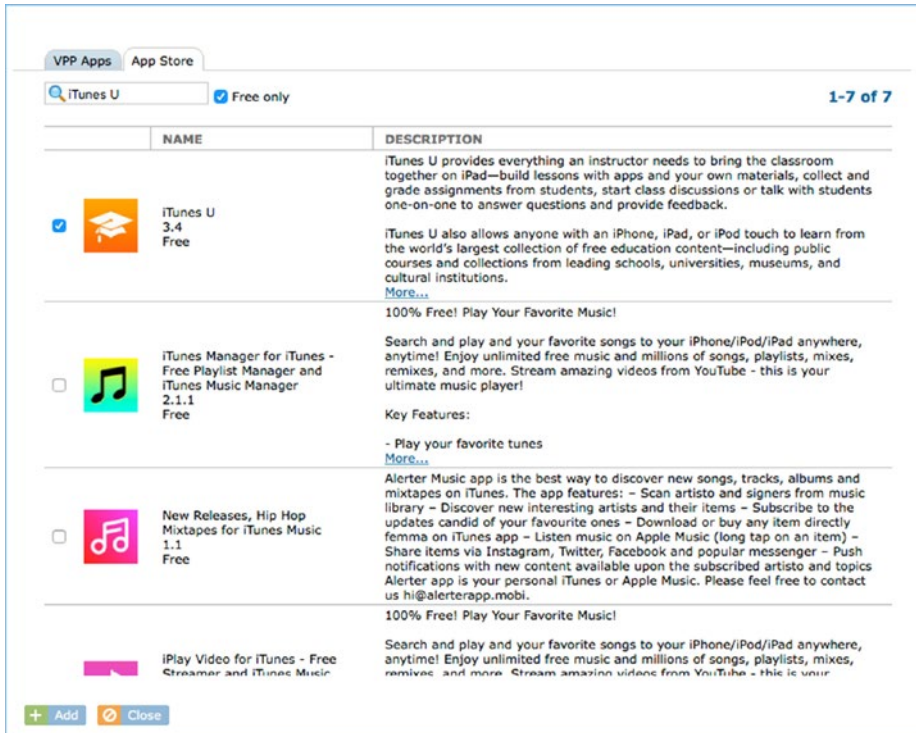 VPP Apps App Store
iTunes U Free only 1-7 of 7
NAME DESCRIPTION
iTunes U
3.4
Free
iTunes U provides everything an instructor needs to bring the classroom
together on iPad—build lessons with apps and your own materials, collect and
grade assignments from students, start class discussions or talk with students
one-on-one to answer questions and provide feedback.
iTunes U also allows anyone with an iPhone, iPad, or iPod touch to learn from
the world's largest collection of free education content—including public
courses and collections from leading schools, universities, museums, and
cultural institutions.
More...
iTunes Manager for iTunes -
Free Playlist Manager and
iTunes Music Manager
2.1.1
Free
100% Free! Play Your Favorite Music!
Search and play and your favorite songs to your iPhone/iPod/iPad anywhere,
anytime! Enjoy unlimited free music and millions of songs, playlists, mixes,
remixes, and more. Stream amazing videos from YouTube - this is your
ultimate music player!
Key Features:
- Play your favorite tunes
More...
New Releases, Hip Hop
Mixtapes for iTunes Music
1.1
Free
Alerter Music app is the best way to discover new songs, tracks, albums and
mixtapes on iTunes. The app features: – Scan artisto and signers from music
library – Discover new interesting artists and their items – Subscribe to the
updates candid of your favourite ones – Download or buy any item directly
femma on iTunes app – Listen music on Apple Music (long tap on an item) –
Share items via Instagram, Twitter, Facebook and popular messenger – Push
notifications with new content available upon the subscribed artisto and topics
Alerter app is your personal iTunes or Apple Music. Please feel free to contact
us hi@alerterapp.mobi.
iPlay Video for iTunes - Free
Streamer and iTunes Music
100% Free! Play Your Favorite Music!
Search and play and your favorite songs to your iPhone/iPod/iPad anywhere,
anytime! Enjoy unlimited free music and millions of songs, playlists, mixes,
remixes, and more. Stream amazing videos from YouTube - this is your
Add Close